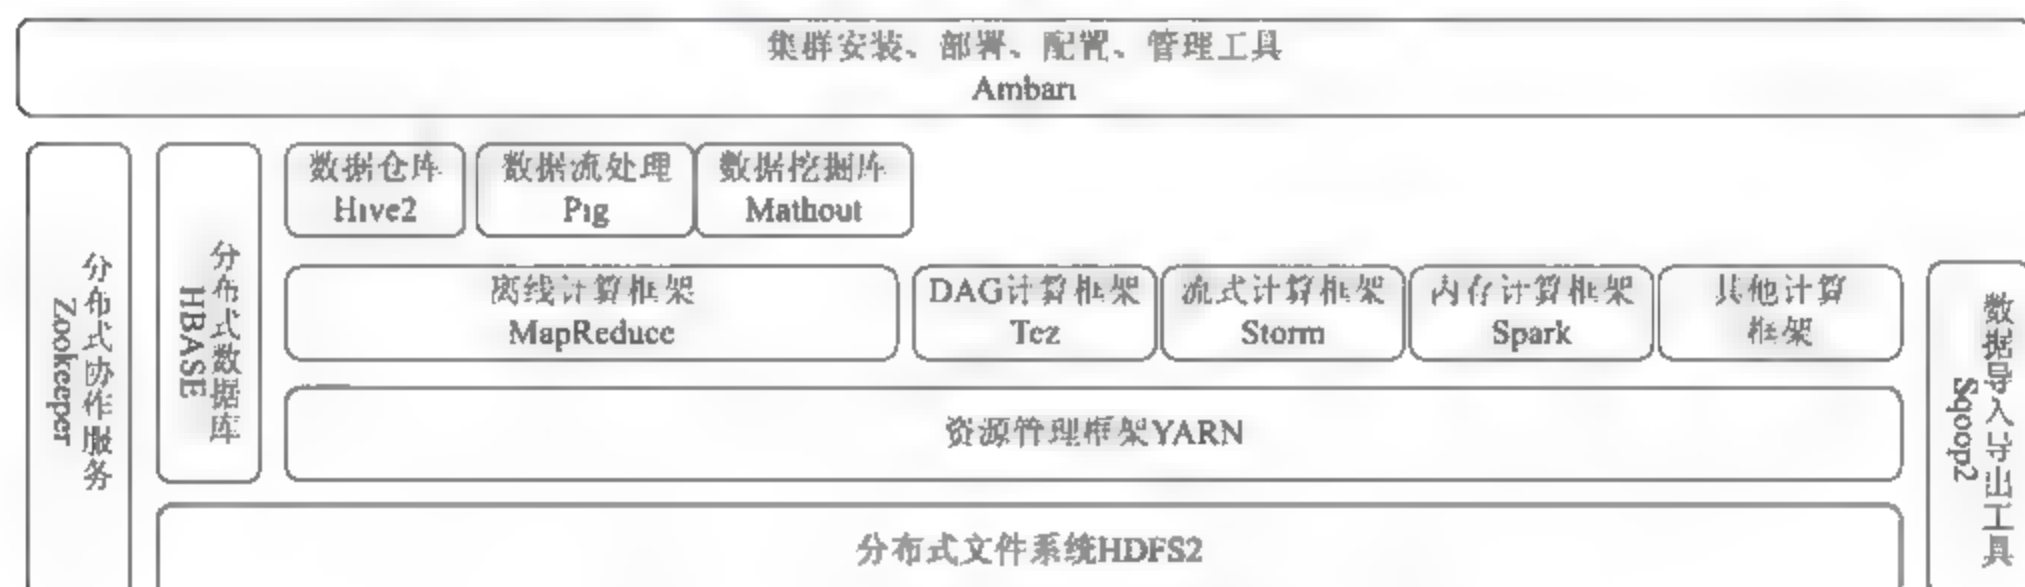 集群安装、部署、配置、管理工具
Ambari
数据仓库
Hive2
数据流处理
Pig
数据挖掘库
Mathout
分布式协作服务
Zookeeper
分布式数据库
HBASE
离线计算框架
MapReduce
DAG计算框架
Tez
流式计算框架
Storm
内存计算框架
Spark
其他计算
框架
数据导入导出工具
Sqoop2
资源管理框架YARN
分布式文件系统HDFS2